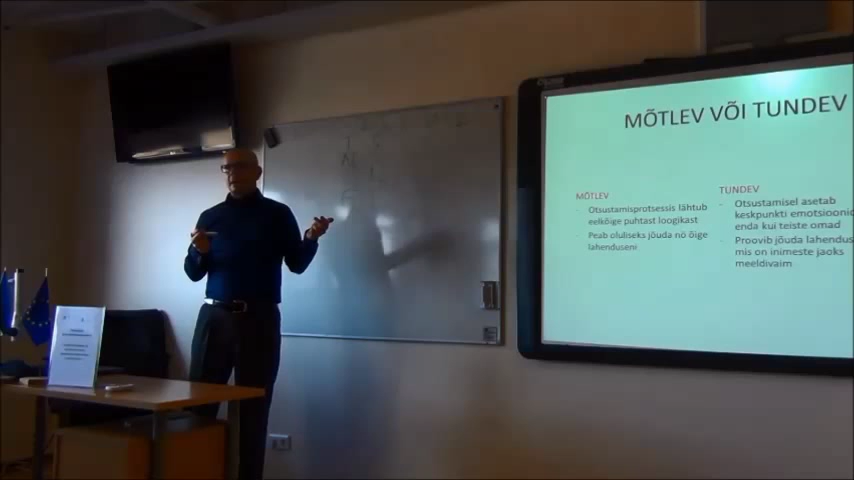 MÕTLEV VÕI TUNDEV
MÕTLEV
Otsustamisprotsessis lähtub
eelkõige puhtast loogikast
Peab oluliseks jõuda nö õige
lahenduseni
TUNDEV
Otsustamisel asetab
keskpunkti emotsioonid
enda kui teiste omad
Proovib jõuda lahenduse
mis on inimeste jaoks
meeldivaim